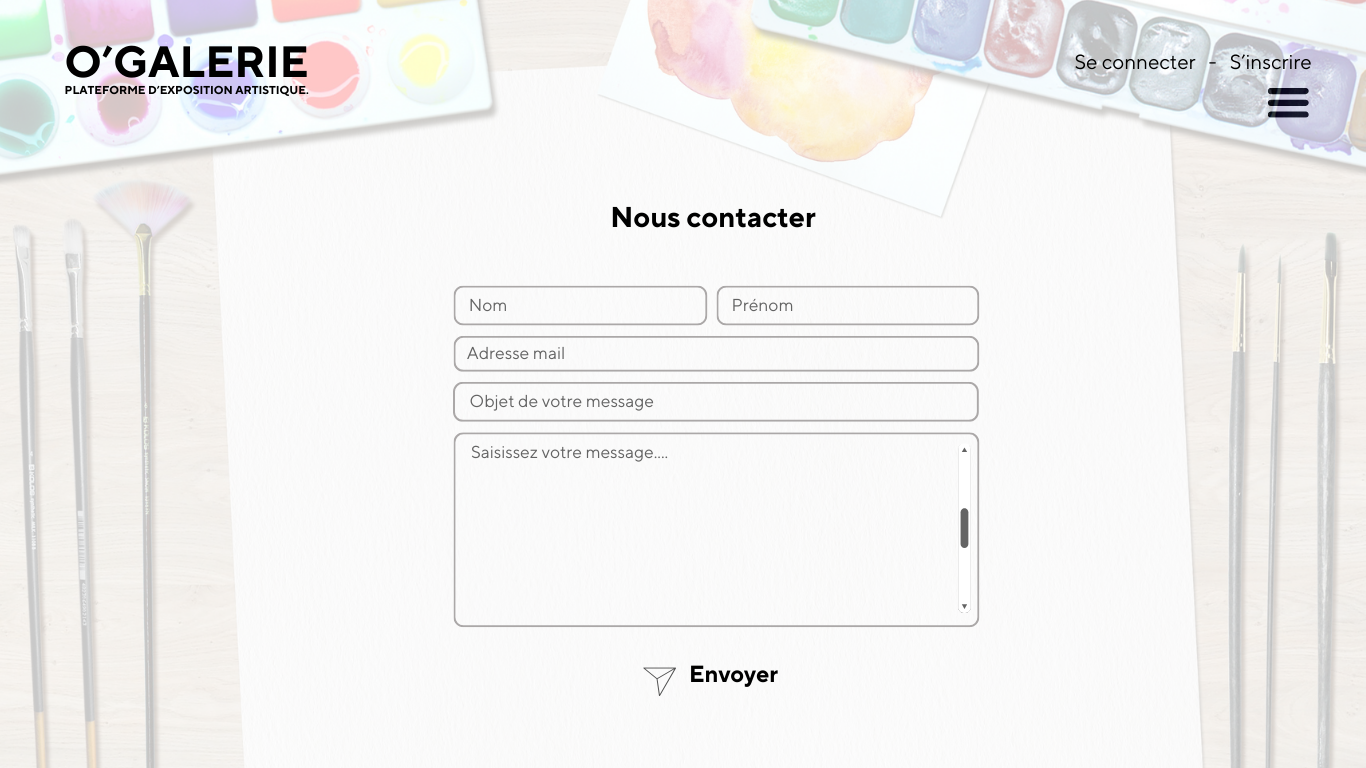 O’GALERIE
PLATEFORME D’EXPOSITION ARTISTIQUE.
Se connecter - S’inscrire
Nous contacter
Nom
Prénom
Adresse mail
Objet de votre message
Saisissez votre message....
Envoyer